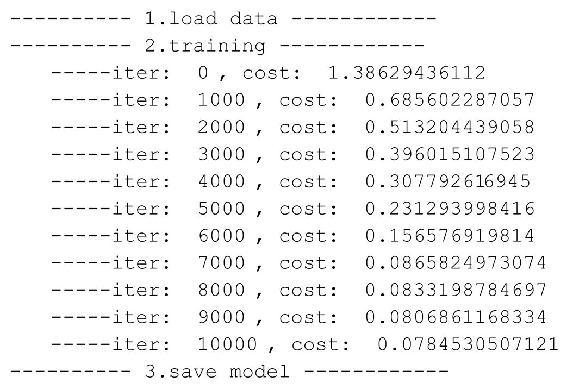 ---------- 1.load data ------------
---------- 2.training ------------
-----iter: 0 , cost: 1.38629436112
-----iter: 1000 , cost: 0.685602287057
-----iter: 2000 , cost: 0.513204439058
-----iter: 3000 , cost: 0.396015107523
-----iter: 4000 , cost: 0.307792616945
-----iter: 5000 , cost: 0.231293998416
-----iter: 6000 , cost: 0.156576919814
-----iter: 7000 , cost: 0.0865824973074
-----iter: 8000 , cost: 0.0833198784697
-----iter: 9000 , cost: 0.0806861168334
-----iter: 10000 , cost: 0.0784530507121
---------- 3.save model ------------